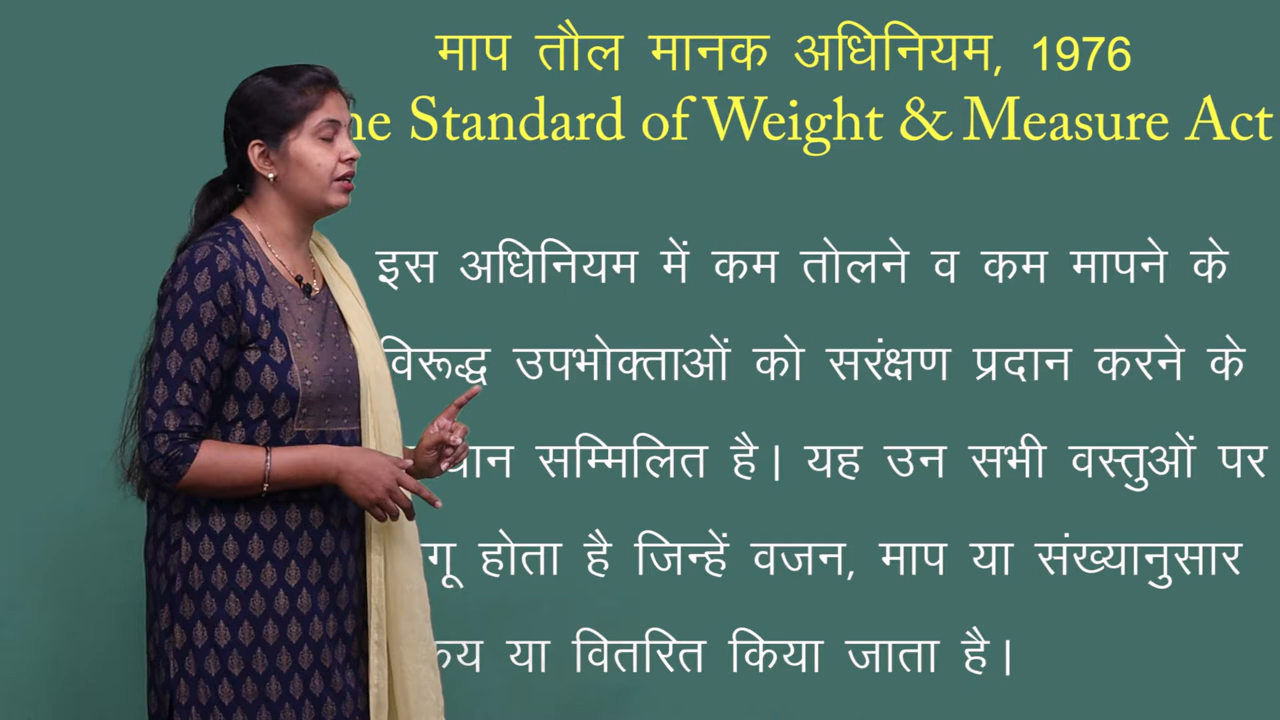 माप तौल मानक अधिनियम, 1976
Standard of Weight & Measure Act
इस अधिनियम में कम तोलने व कम मापने के
विरूद्ध उपभोक्ताओं को सरंक्षण प्रदान करने के
सम्मिलित है। यह उन सभी वस्तुओं पर
होता है जिन्हें वजन, माप या संख्यानुसार
या वितरित किया जाता है।